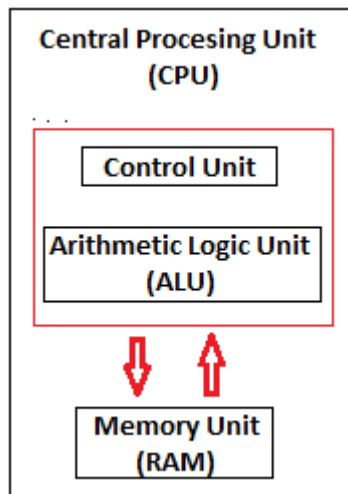 Central Procesing Unit
(CPU)
. . .
Control Unit
Arithmetic Logic Unit
(ALU)
Memory Unit
(RAM)